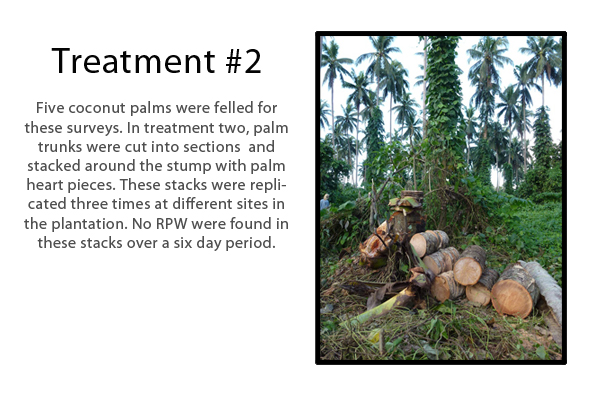 Treatment #2
Five coconut palms were felled for
these surveys. In treatment two, palm
trunks were cut into sections  and
stacked around the stump with palm
heart pieces. These stacks were repli-
cated three times at different sites in
the plantation. No RPW were found in
these stacks over a six day period.